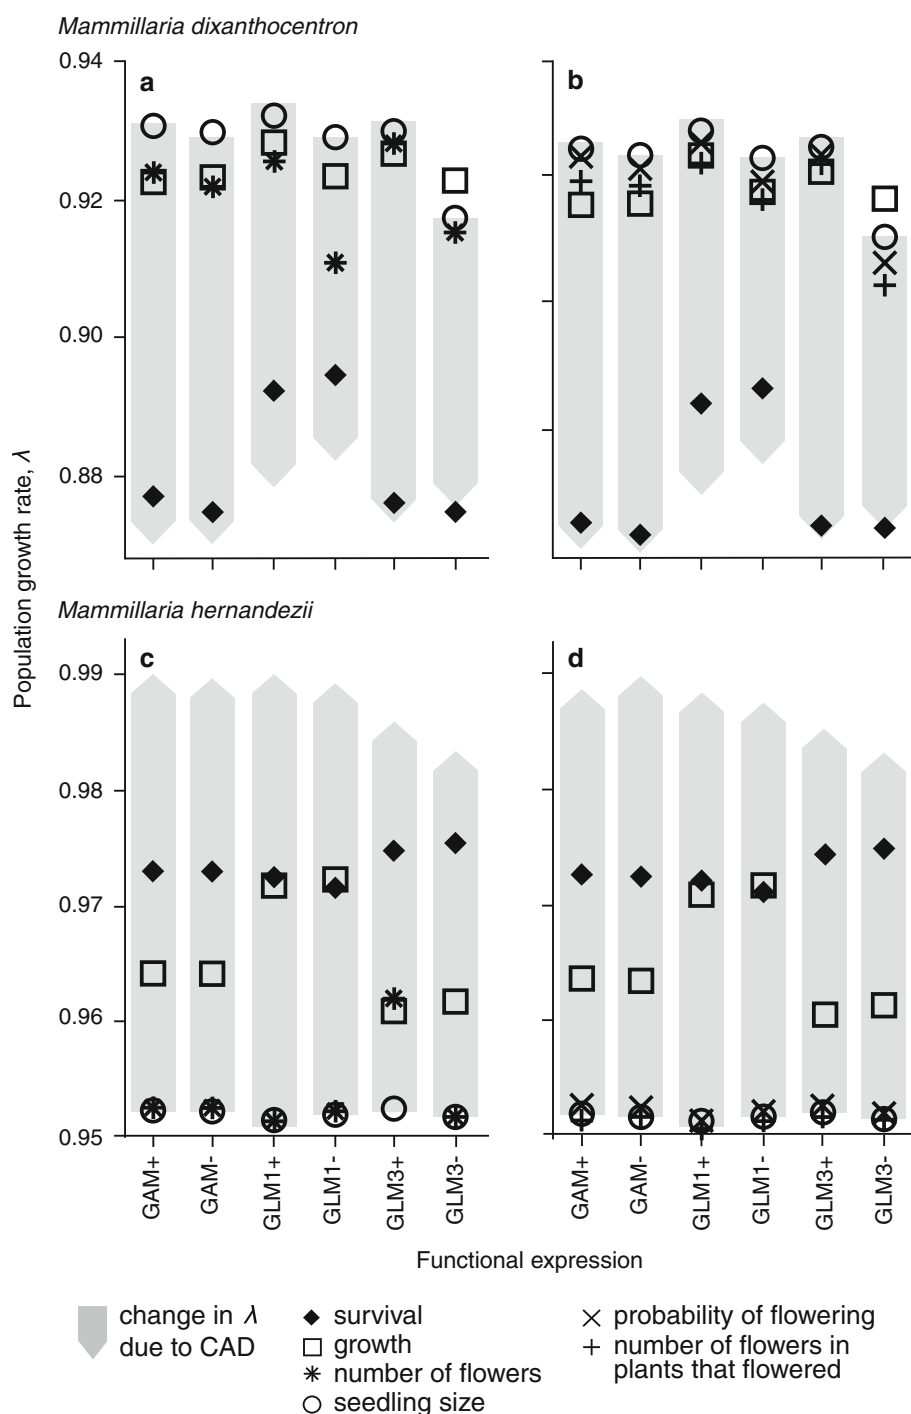 Mammillaria dixanthocentron
0.94
a
b
0.92
0.90
0.88
Population growth rate, λ
Mammillaria hernandezii
0.99
c
d
0.98
0.97
0.96
0.95
GAM+
GAM-
GLM1+
GLM1-
GLM3+
GLM3-
GAM+
GAM-
GLM1+
GLM1-
GLM3+
GLM3-
Functional expression
change in λ
due to CAD
survival
growth
number of flowers
seedling size
probability of flowering
number of flowers in
plants that flowered